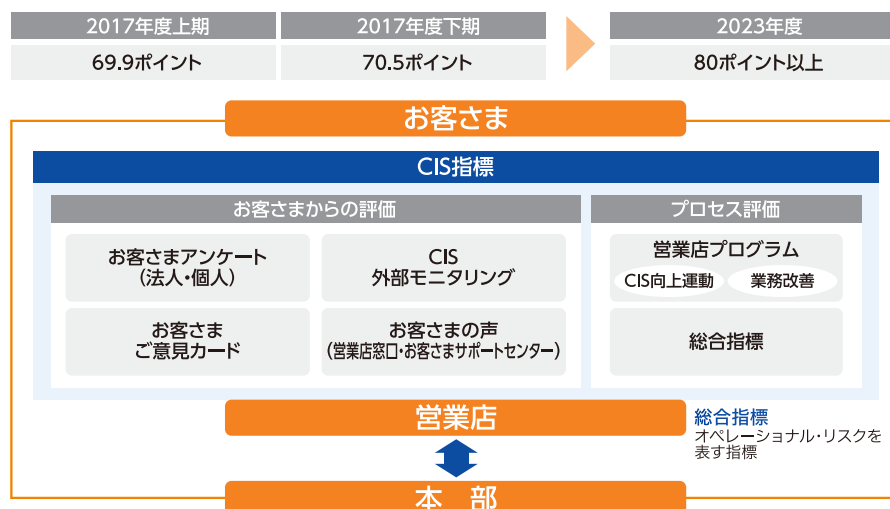 2017年度上期 2017年度下期 2023年度
69.9ポイント 70.5ポイント 80ポイント以上
お客さま
CIS指標
お客さまからの評価
お客さまアンケート
(法人・個人)
CIS
外部モニタリング
お客さま
ご意見カード
お客さまの声
(営業店窓口・お客さまサポートセンター)
プロセス評価
営業店プログラム
CIS向上運動 業務改善
総合指標
営業店
総合指標
オペレーショナル・リスクを
表す指標
本 部